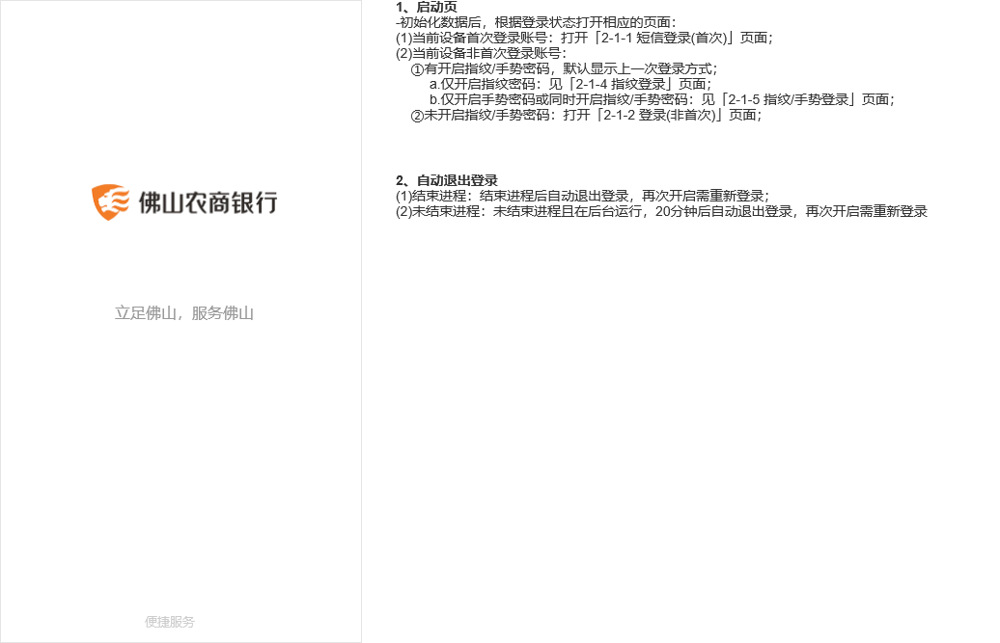 佛山农商银行
立足佛山，服务佛山
便捷服务
1、启动页
-初始化数据后，根据登录状态打开相应的页面：
(1)当前设备首次登录账号：打开「2-1-1 短信登录(首次)」页面；
(2)当前设备非首次登录账号：
①有开启指纹/手势密码，默认显示上一次登录方式；
a.仅开启指纹密码：见「2-1-4 指纹登录」页面；
b.仅开启手势密码或同时开启指纹/手势密码：见「2-1-5 指纹/手势登录」页面；
②未开启指纹/手势密码：打开「2-1-2 登录(非首次)」页面；
2、自动退出登录
(1)结束进程：结束进程后自动退出登录，再次开启需重新登录；
(2)未结束进程：未结束进程且在后台运行，20分钟后自动退出登录，再次开启需重新登录